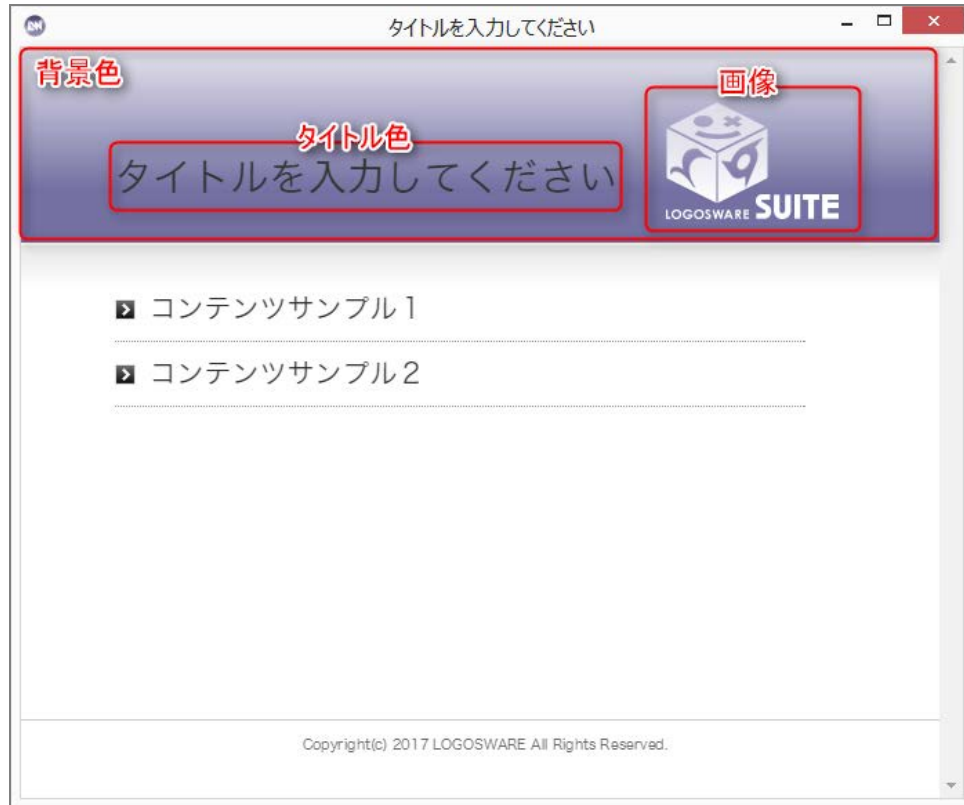 タイトルを入力してください
背景色
画像
タイトル色
タイトルを入力してください
LOGOSWARE SUITE
コンテンツサンプル1
コンテンツサンプル2
Copyright(c) 2017 LOGOSWARE All Rights Reserved.